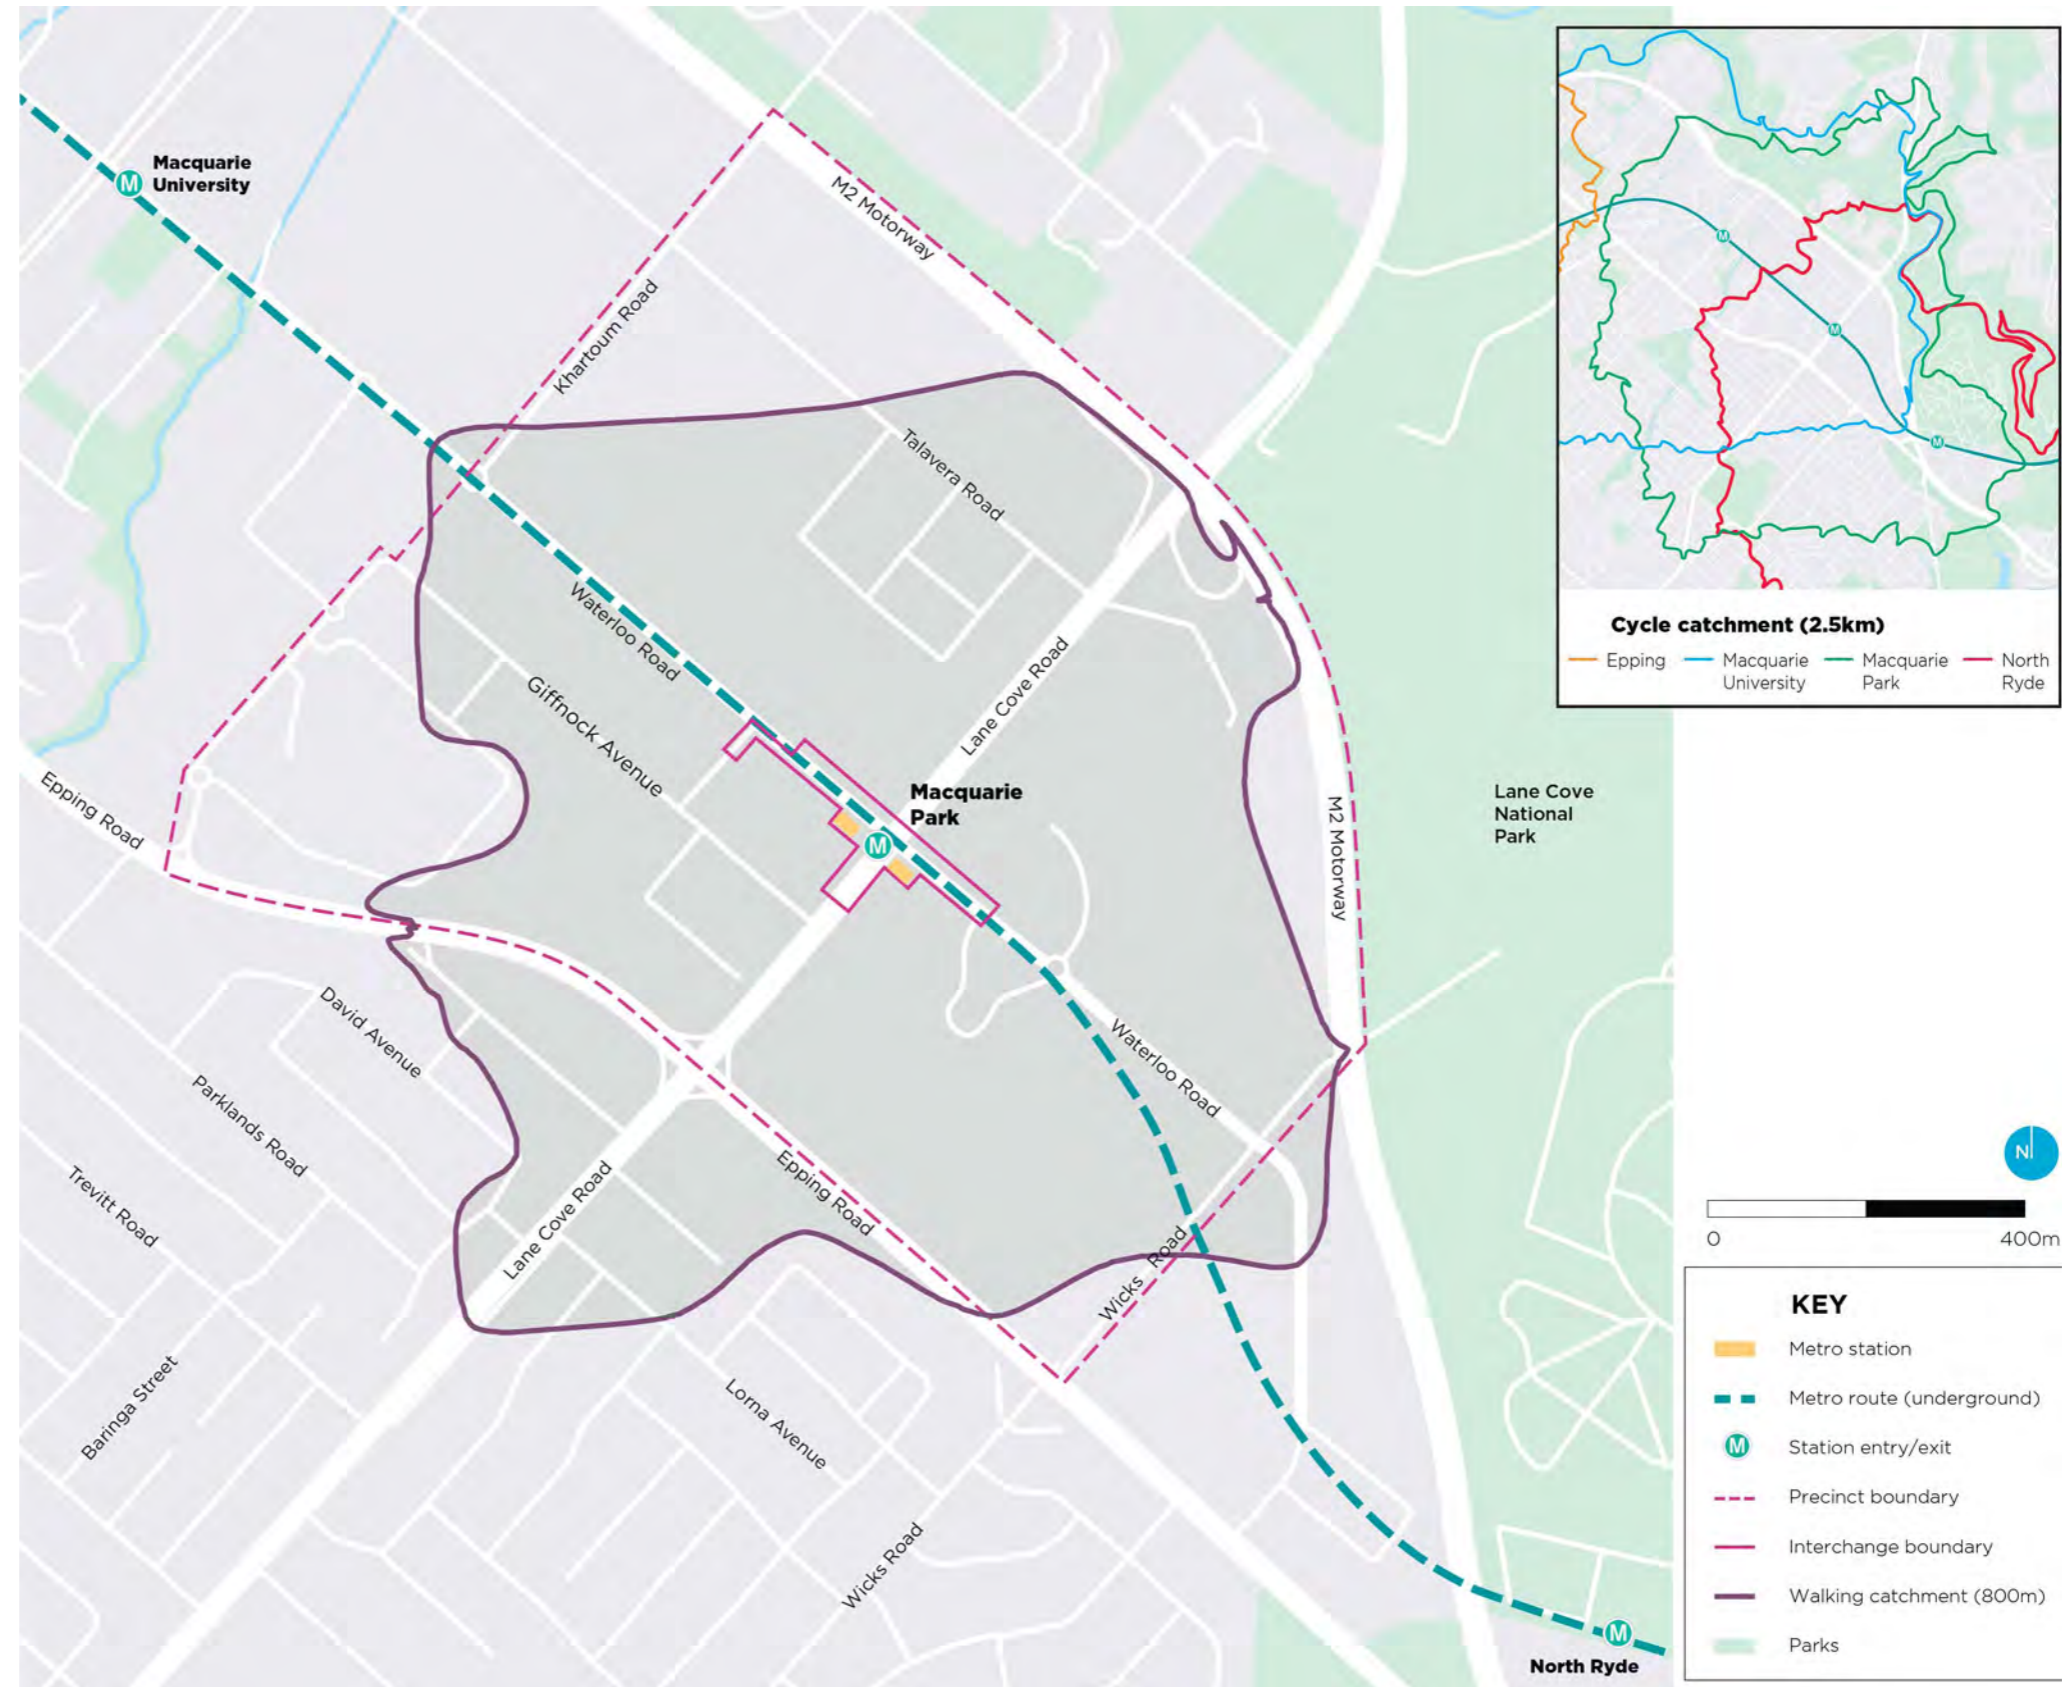 Macquarie
University
M
M2 Motorway
Khartoum Road
Talavera Road
Waterloo Road
Giffnock Avenue
Lane Cove Road
Macquarie
Park
M
Epping Road
M2 Motorway
Lane Cove
National
Park
David Avenue
Parklands Road
Trevitt Road
Waterloo Road
Epping Road
Lane Cove Road
Wicks Road
Baringa Street
Lorna Avenue
Wicks Road
M
North Ryde
M
M
M
Cycle catchment (2.5km)
Epping
Macquarie
University
Macquarie
Park
North
Ryde
N
0
400m
KEY
Metro station
Metro route (underground)
M
Station entry/exit
Precinct boundary
Interchange boundary
Walking catchment (800m)
Parks